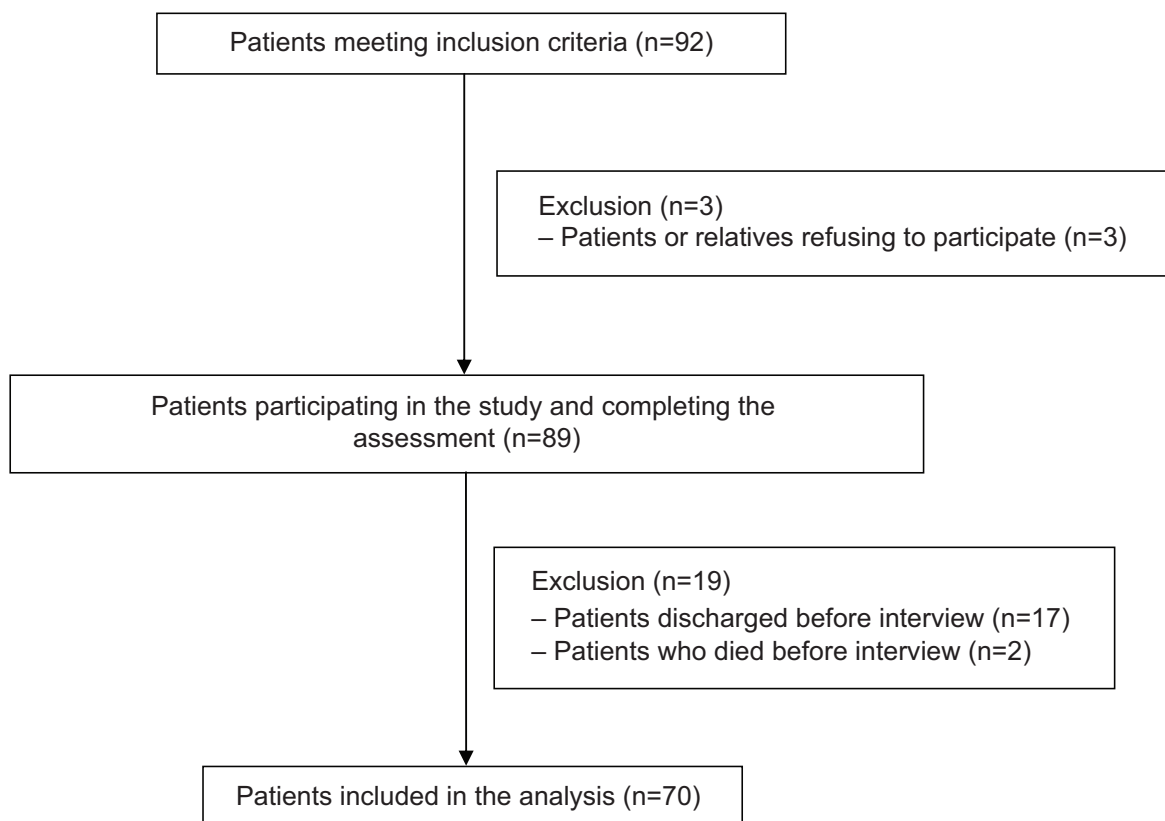 Patients meeting inclusion criteria (n=92)
Exclusion (n=3)
– Patients or relatives refusing to participate (n=3)
Patients participating in the study and completing the
assessment (n=89)
Exclusion (n=19)
– Patients discharged before interview (n=17)
– Patients who died before interview (n=2)
Patients included in the analysis (n=70)